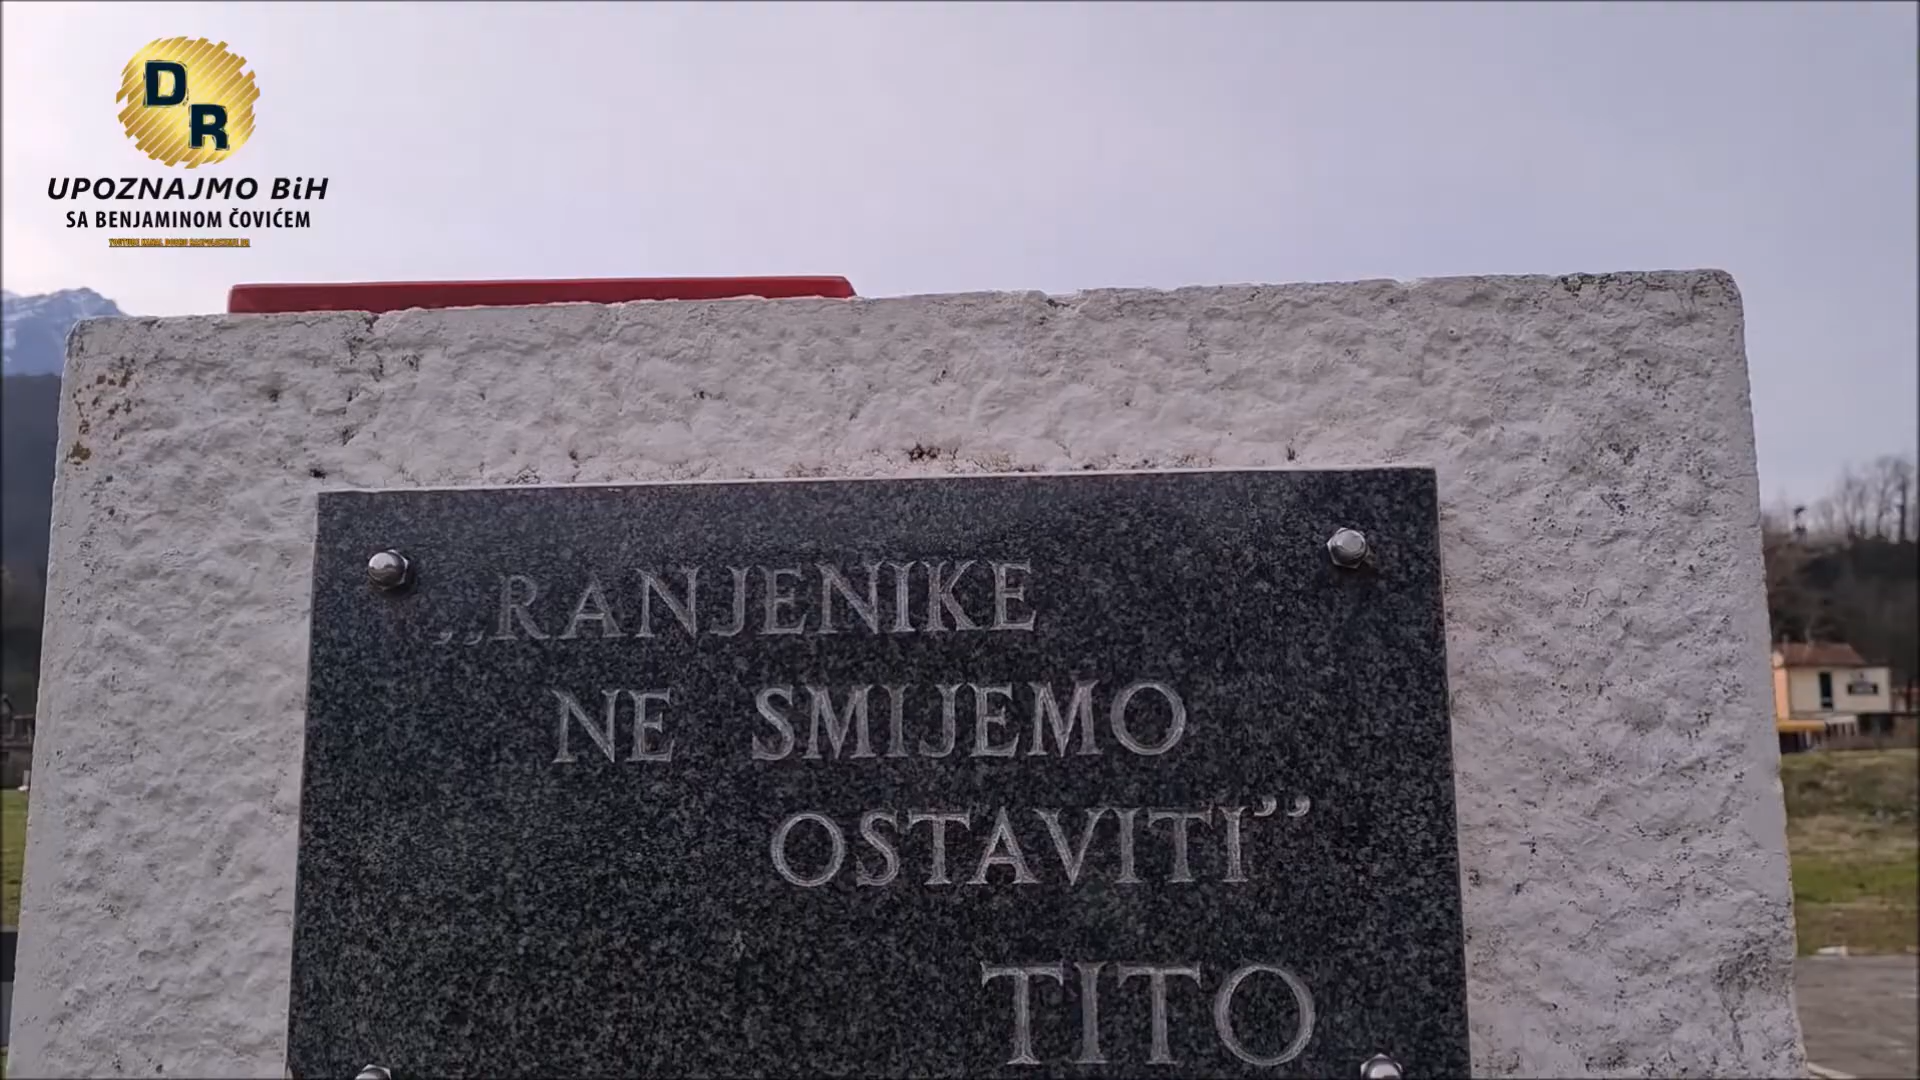 DR
UPOZNAJMO BiH
SA BENJAMINOM ČOVIĆEM
„RANJENIKE
NE SMIJEMO
OSTAVITI”
TITO